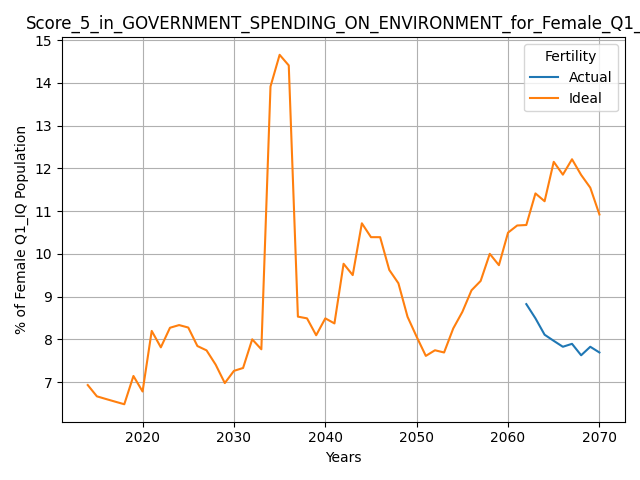 Score_5_in_GOVERNMENT_SPENDING_ON_ENVIRONMENT_for_Female_Q1_
Fertility
Actual
Ideal
% of Female Q1_IQ Population
15
14
13
12
11
10
9
8
7
2020 2030 2040 2050 2060 2070
Years